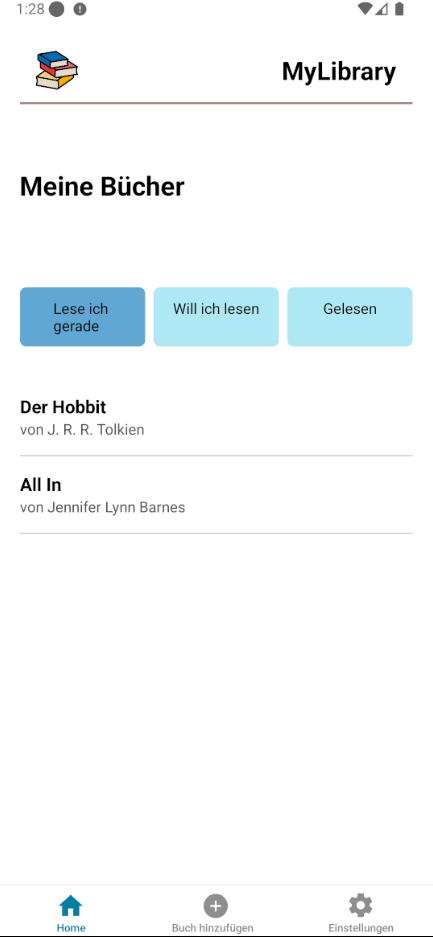 1:28
MyLibrary
Meine Bücher
Lese ich
gerade
Will ich lesen
Gelesen
Der Hobbit
von J. R. R. Tolkien
All In
von Jennifer Lynn Barnes
Home
Buch hinzufügen
Einstellungen